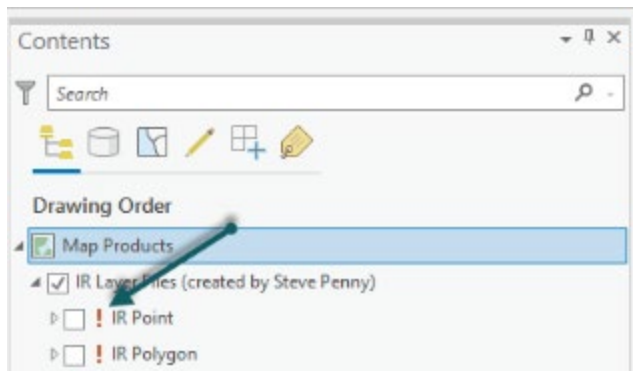 Contents
Search
Drawing Order
Map Products
IR Layer Files (created by Steve Penny)
! IR Point
! IR Polygon